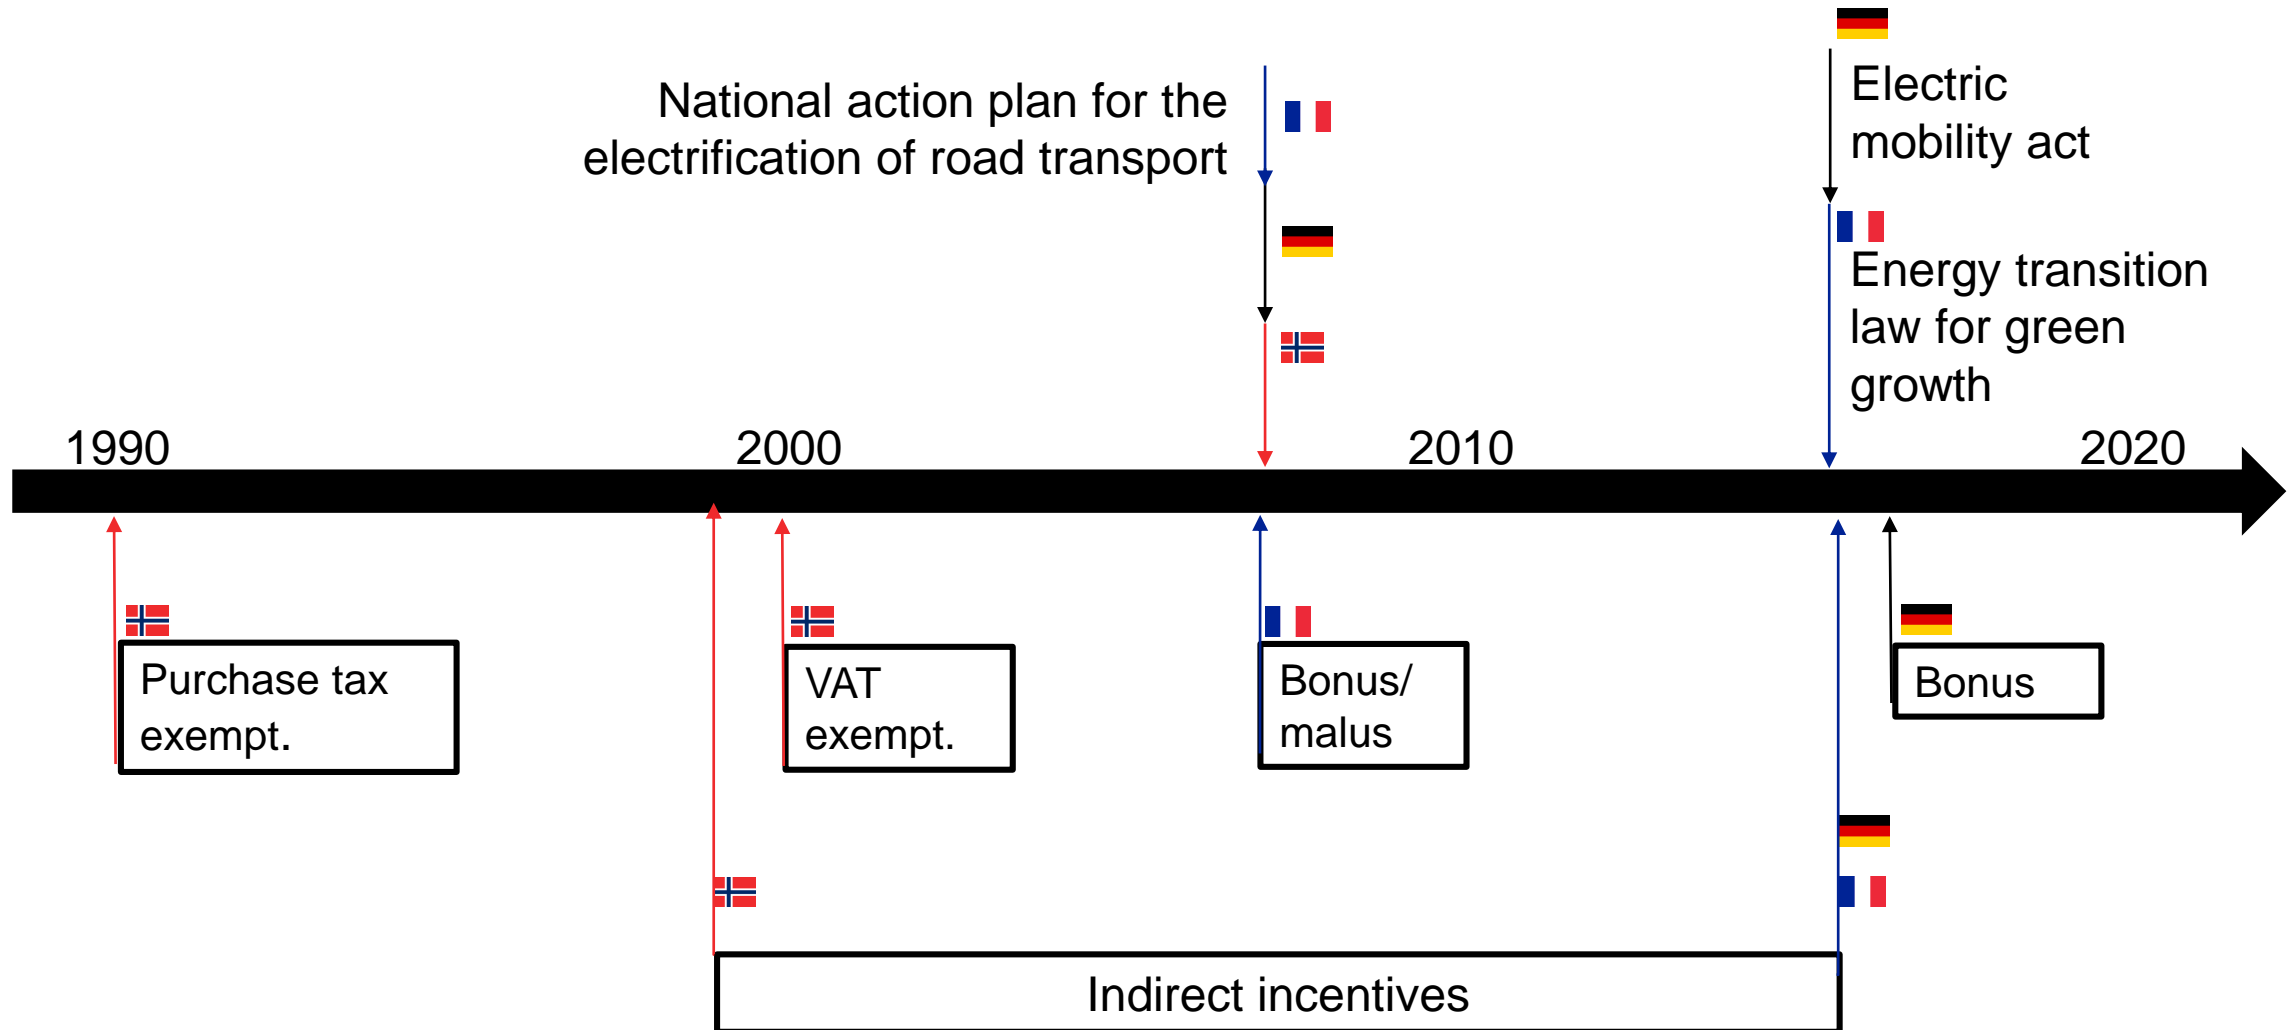 National action plan for the
electrification of road transport
Electric
mobility act
Energy transition
law for green
growth
1990
2000
2010
2020
Purchase tax
exempt.
VAT
exempt.
Bonus/
malus
Bonus
Indirect incentives